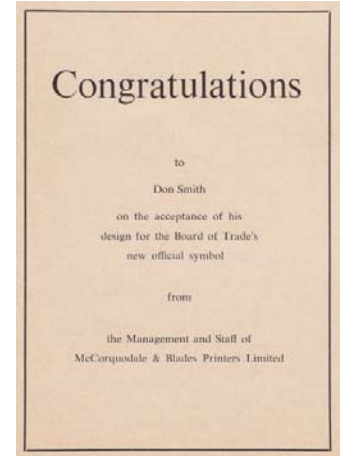 Congratulations
to
Don Smith
on the acceptance of his
design for the Board of Trade's
new official symbol
from
the Management and Staff of
McCorquodale & Blades Printers Limited